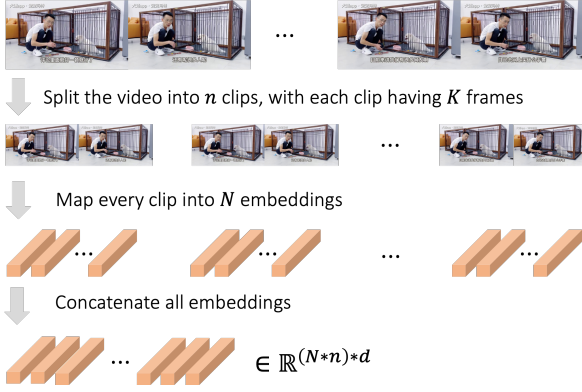 ...
Split the video into n clips, with each clip having K frames
...
Map every clip into N embeddings
... ... ... ...
Concatenate all embeddings
... ∈ ℝ^{(N*n)*d}